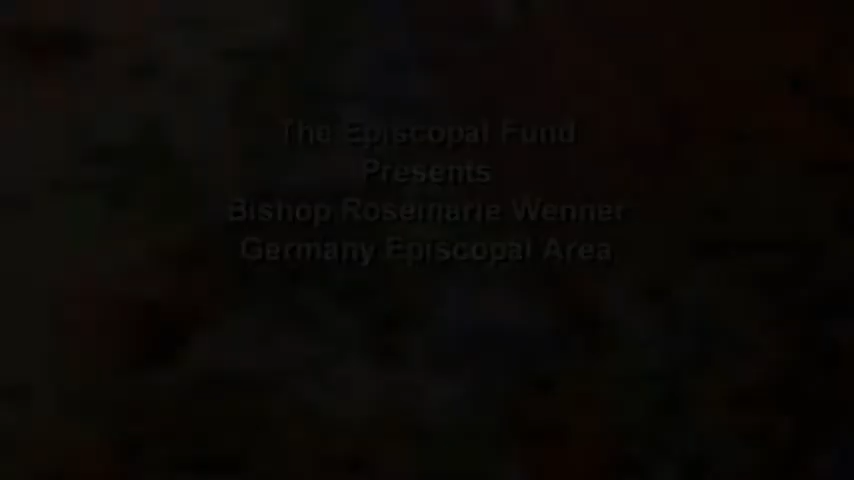 The Episcopal Fund
Presents
Bishop Rosemarie Wenner
Germany Episcopal Area